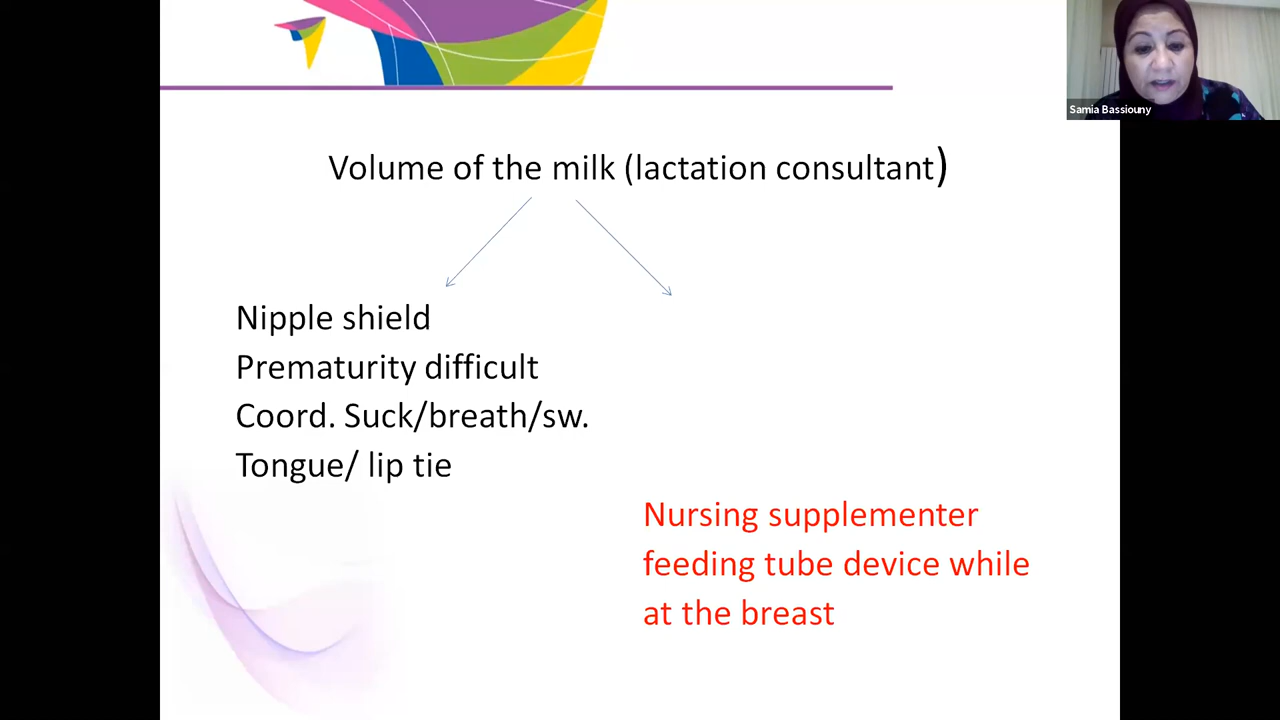 Samia Bassiouny
Volume of the milk (lactation consultant)
Nipple shield
Prematurity difficult
Coord. Suck/breath/sw.
Tongue/ lip tie
Nursing supplementer
feeding tube device while
at the breast